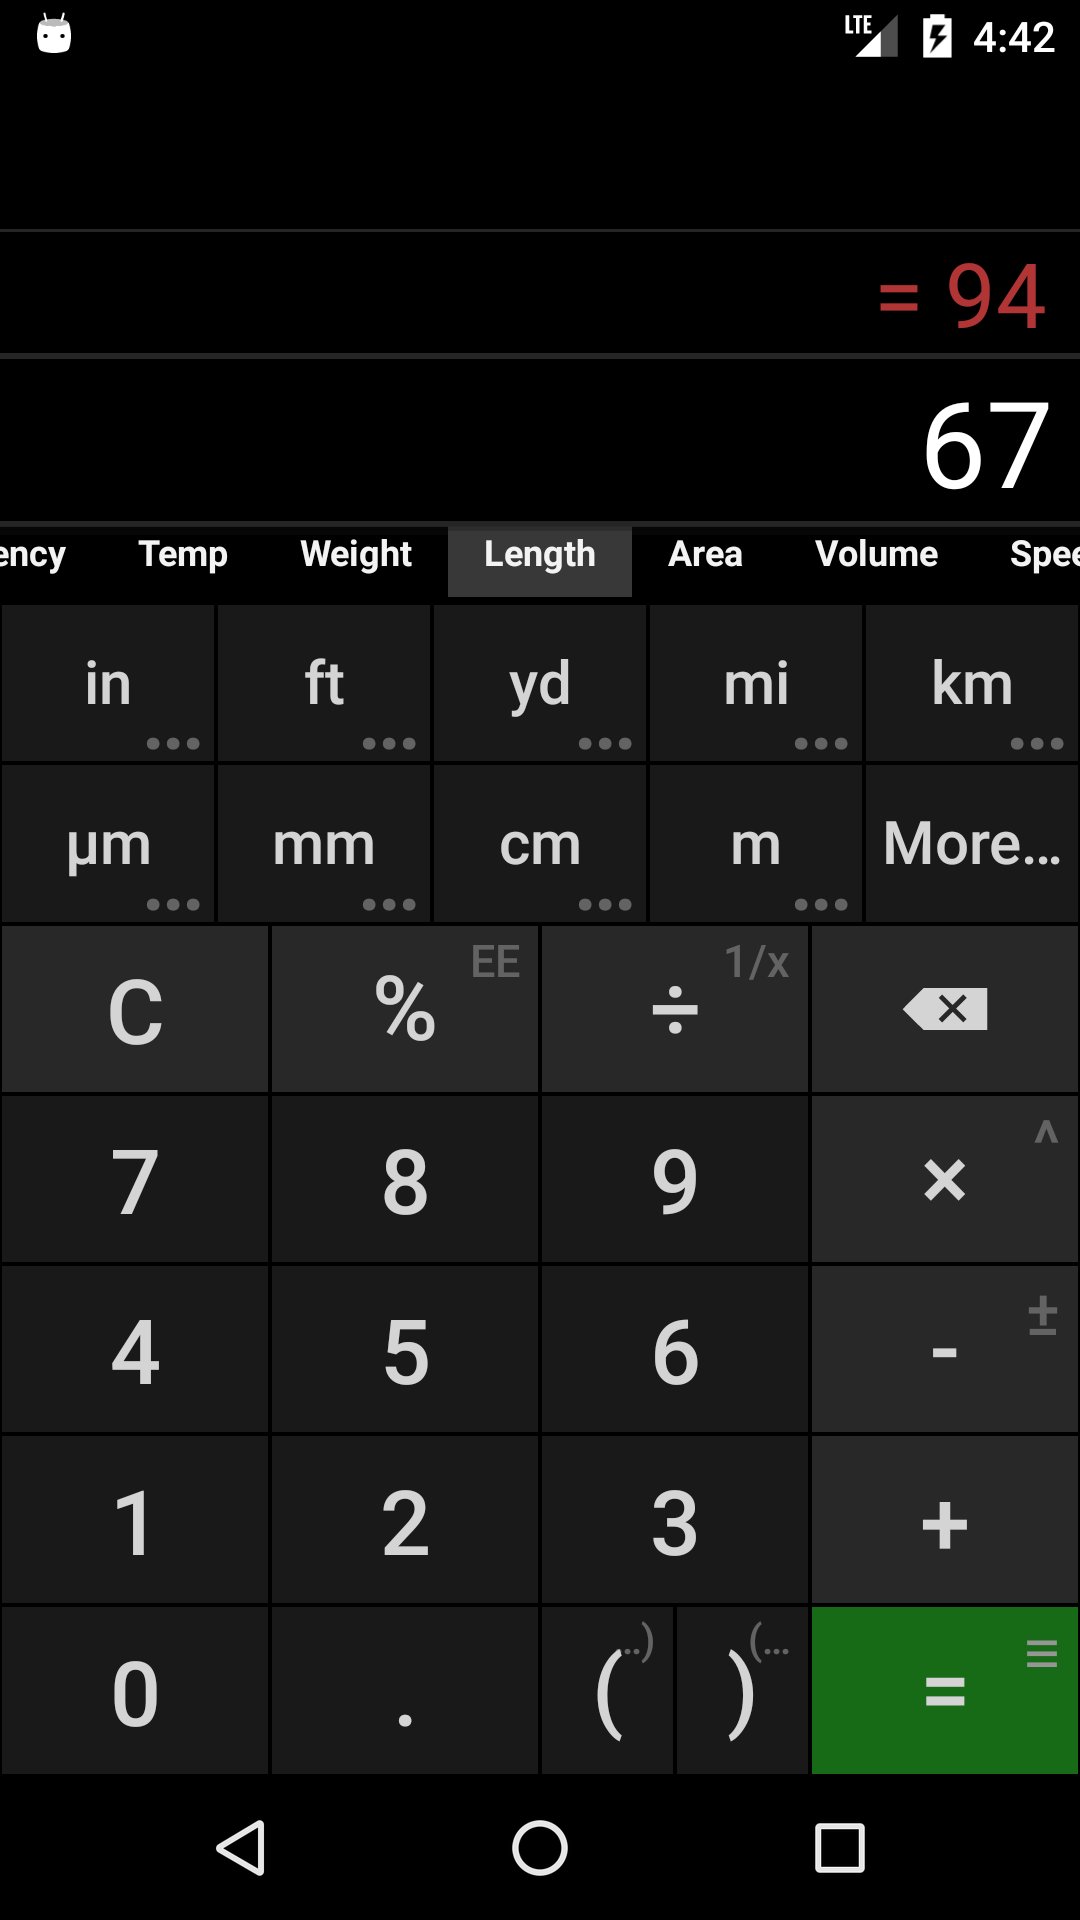 LTE 4:42
= 94
67
ency Temp Weight Length Area Volume Spee
in ft yd mi km
µm mm cm m More...
C % EE ÷ 1/x
7 8 9 × ^
4 5 6 - ±
1 2 3 +
0 . ( ..) ) (... =